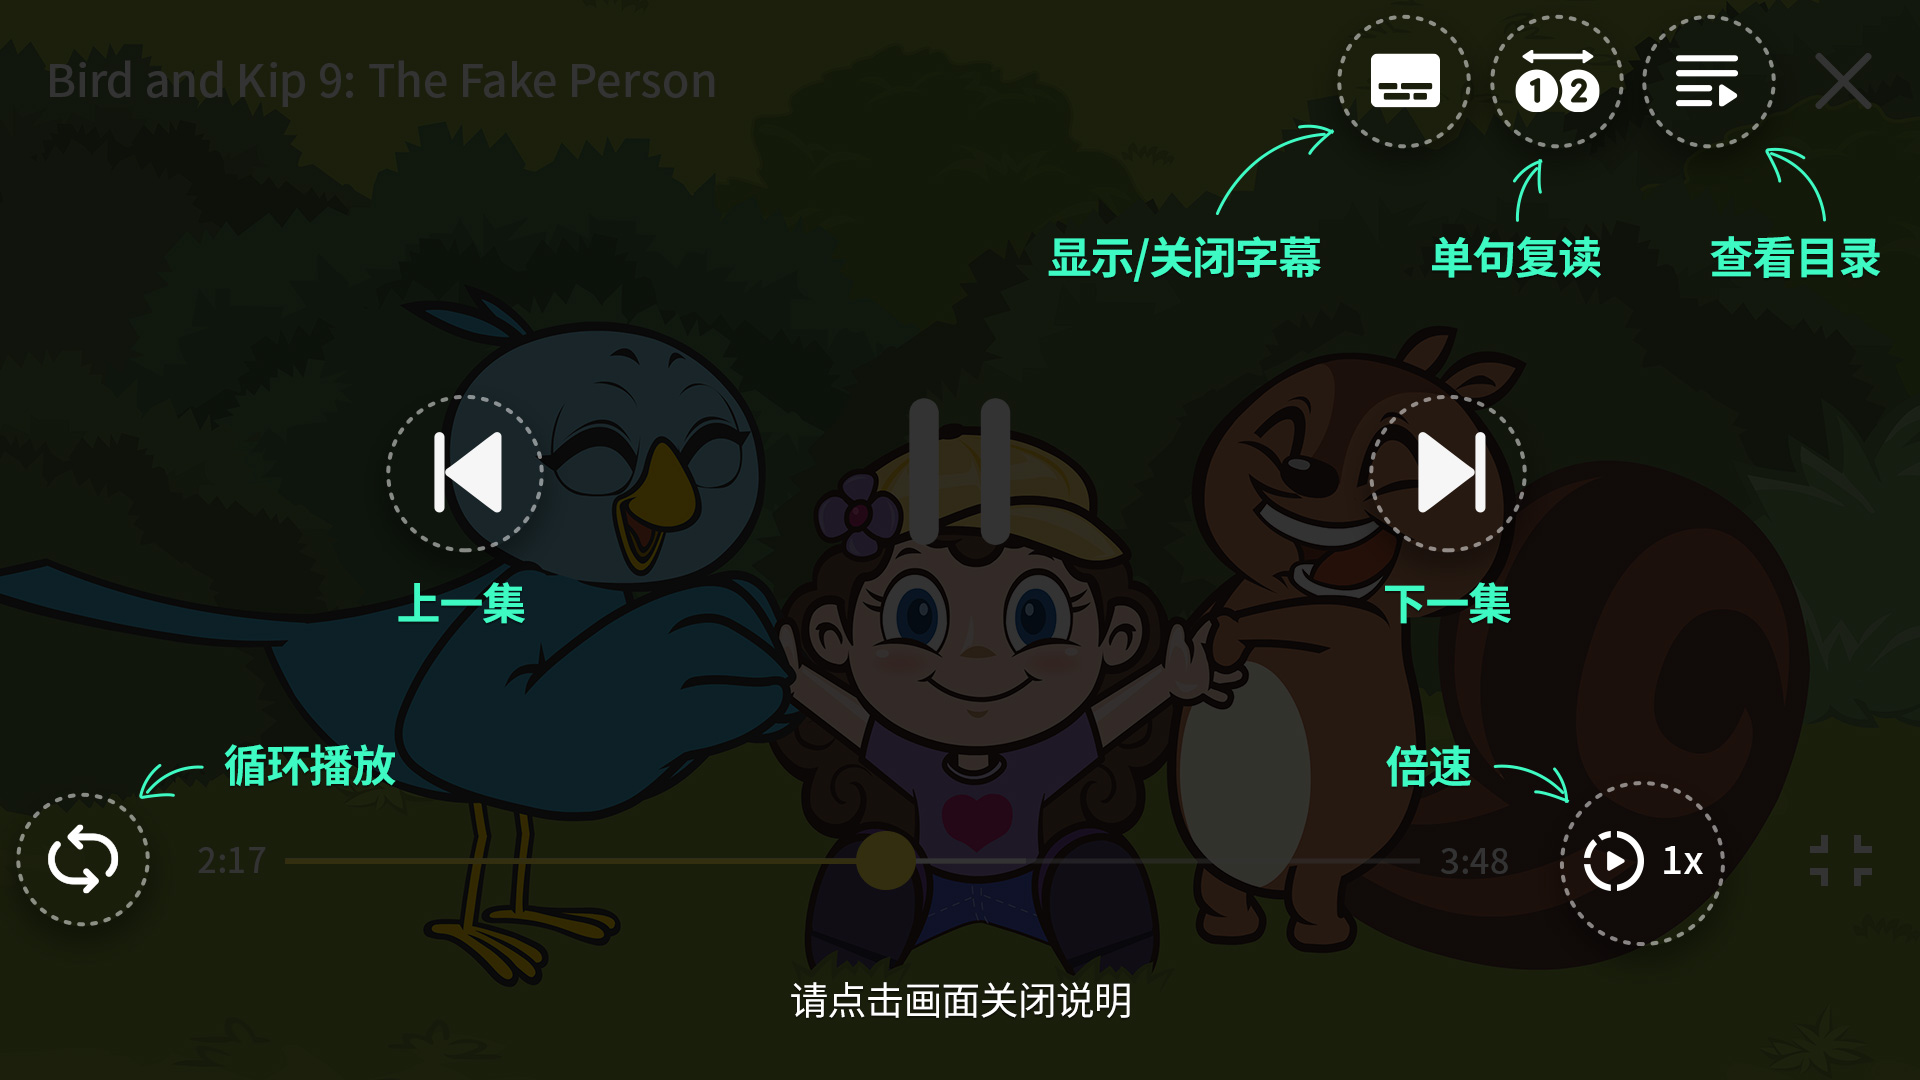 Bird and Kip 9: The Fake Person
1 2
显示/关闭字幕
单句复读
查看目录
上一集
下一集
循环播放
倍速
2:17
3:48
1x
请点击画面关闭说明